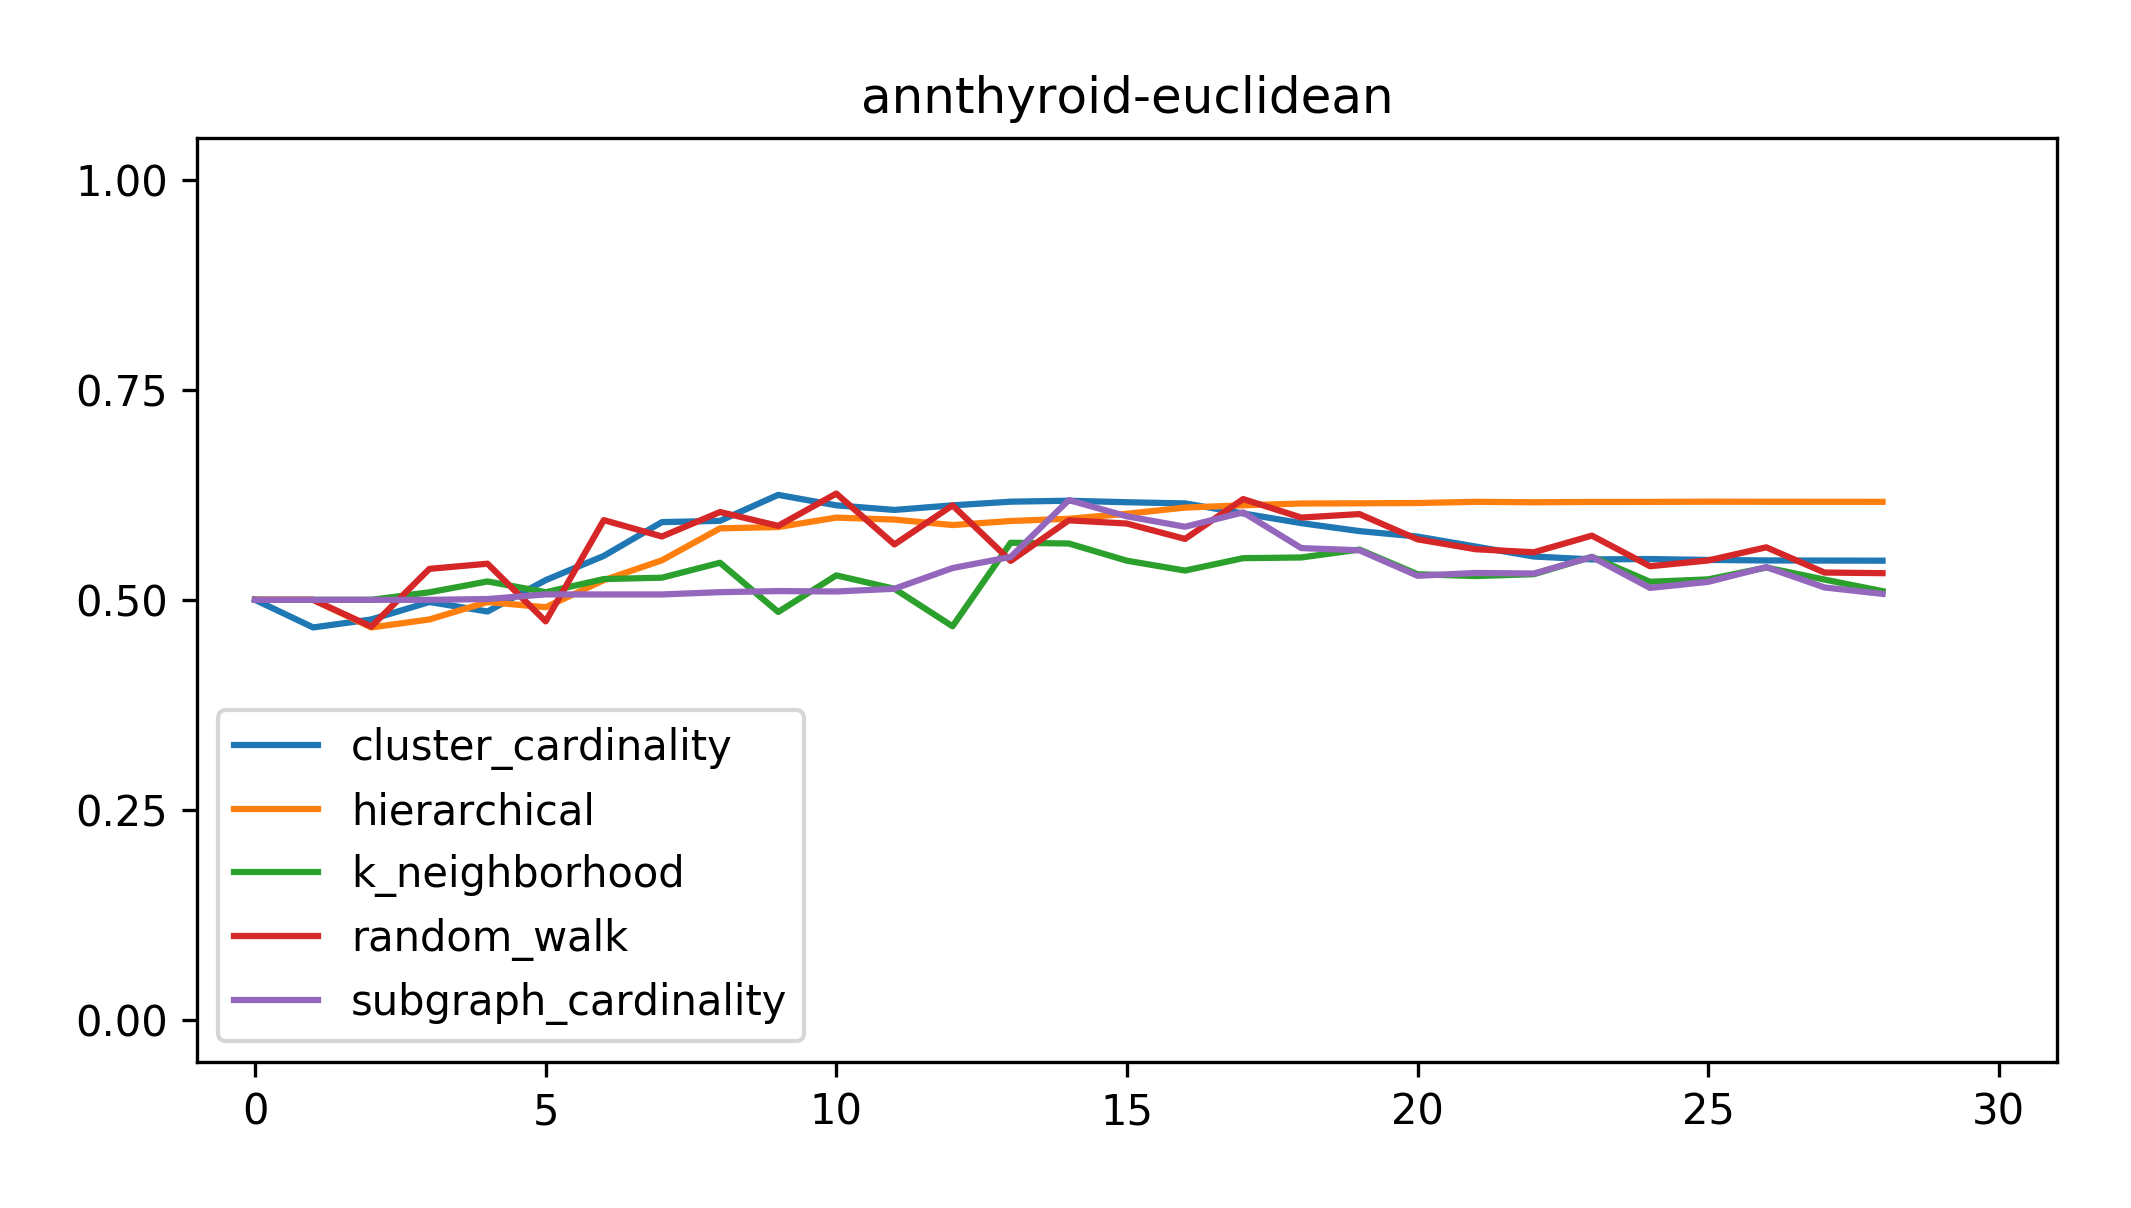 annthyroid-euclidean
1.00
0.75
0.50
0.25
0.00
cluster_cardinality
hierarchical
k_neighborhood
random_walk
subgraph_cardinality
0 5 10 15 20 25 30